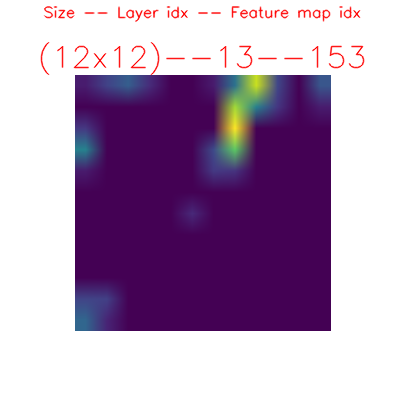 Size -- Layer idx -- Feature map idx
(12x12)--13--153